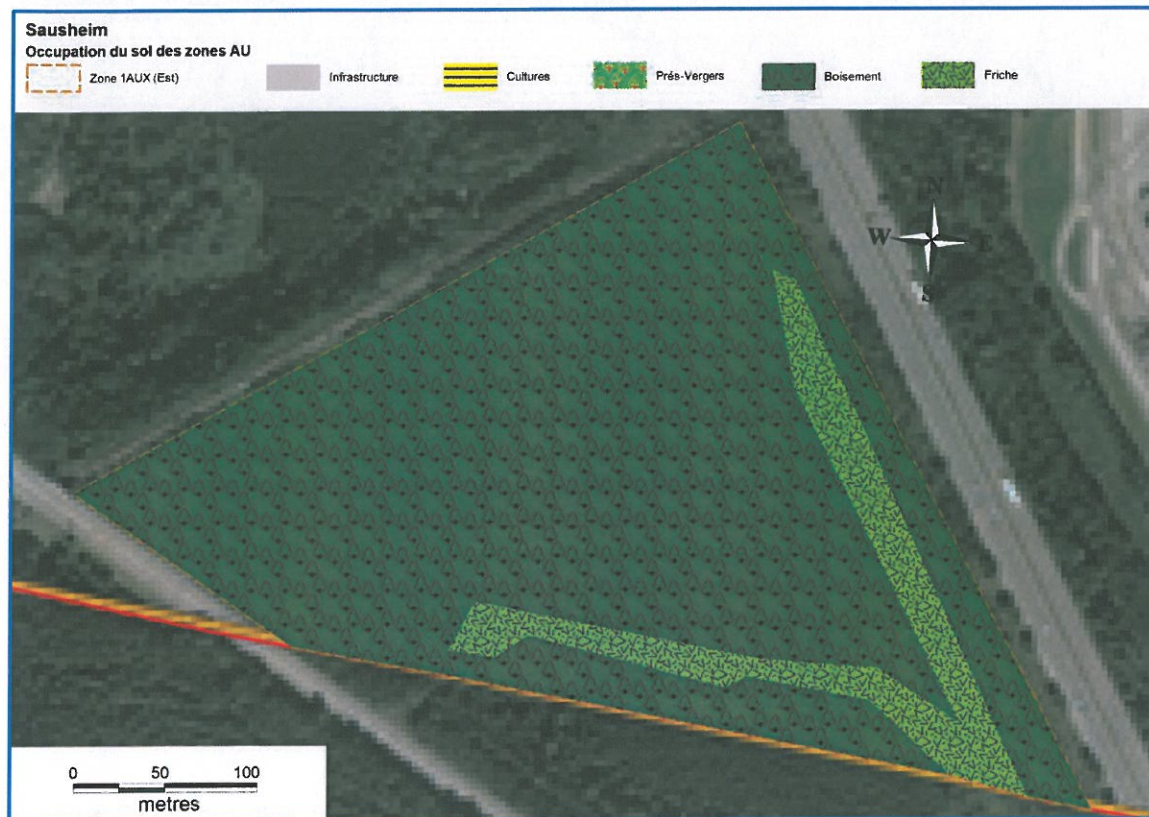 Sausheim
Occupation du sol des zones AU
Zone 1AUX (Est) Infrastructure Cultures Prés-Vergers Boisement Friche
N
W E
S
0 50 100
metres